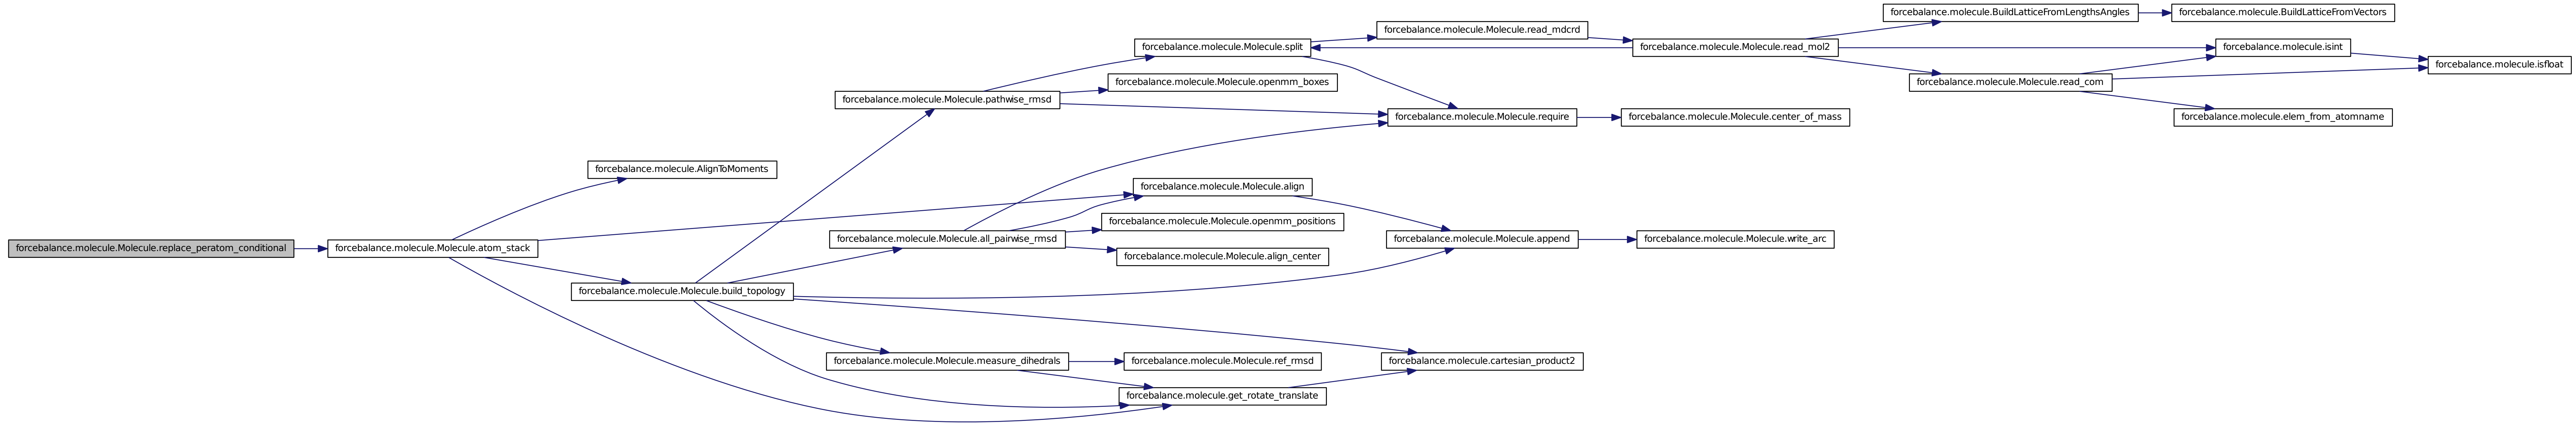 forcebalance.molecule.Molecule.replace_peratom_conditional
forcebalance.molecule.Molecule.atom_stack
forcebalance.molecule.AlignToMoments
forcebalance.molecule.Molecule.build_topology
forcebalance.molecule.Molecule.pathwise_rmsd
forcebalance.molecule.Molecule.all_pairwise_rmsd
forcebalance.molecule.Molecule.measure_dihedrals
forcebalance.molecule.Molecule.split
forcebalance.molecule.Molecule.openmm_boxes
forcebalance.molecule.Molecule.align
forcebalance.molecule.Molecule.openmm_positions
forcebalance.molecule.Molecule.align_center
forcebalance.molecule.Molecule.ref_rmsd
forcebalance.molecule.get_rotate_translate
forcebalance.molecule.Molecule.read_mdcrd
forcebalance.molecule.Molecule.require
forcebalance.molecule.Molecule.append
forcebalance.molecule.cartesian_product2
forcebalance.molecule.Molecule.read_mol2
forcebalance.molecule.Molecule.center_of_mass
forcebalance.molecule.Molecule.write_arc
forcebalance.molecule.BuildLatticeFromLengthsAngles
forcebalance.molecule.Molecule.read_com
forcebalance.molecule.BuildLatticeFromVectors
forcebalance.molecule.isint
forcebalance.molecule.elem_from_atomname
forcebalance.molecule.isfloat